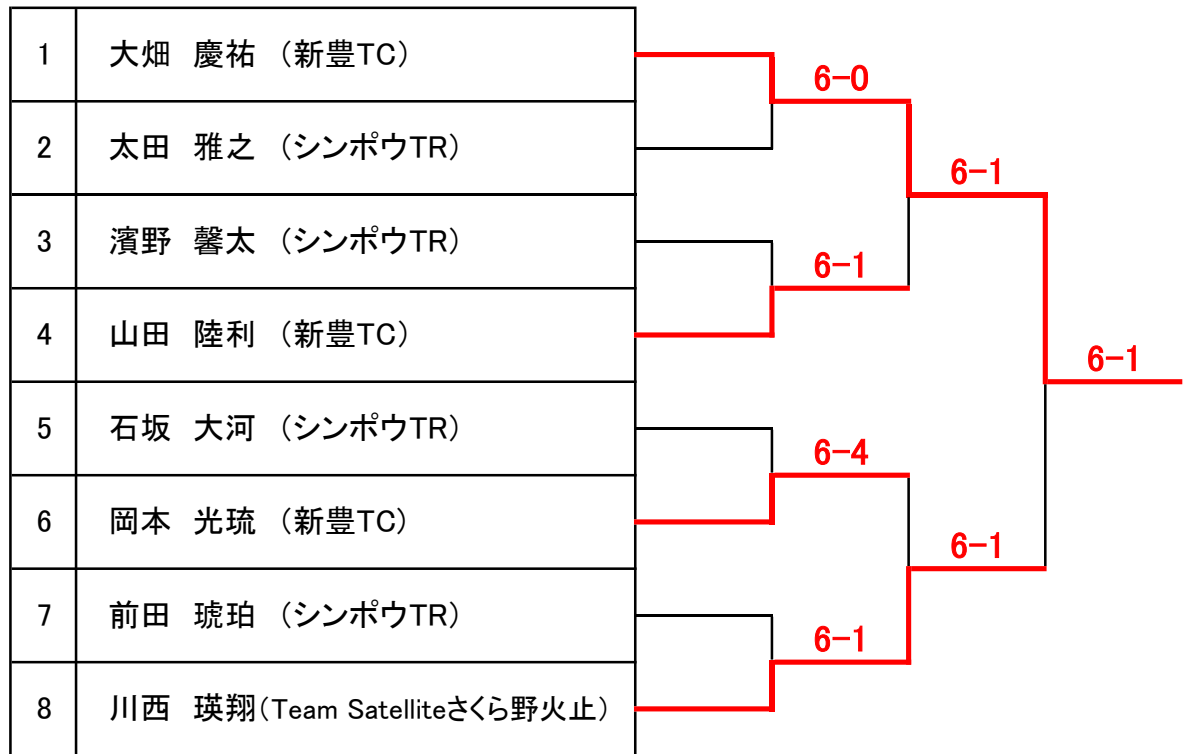 1 大畑 慶祐 (新豊TC)
6-0
2 太田 雅之 (シンポウTR)
6-1
3 濱野 馨太 (シンポウTR)
6-1
4 山田 陸利 (新豊TC)
6-1
5 石坂 大河 (シンポウTR)
6-4
6 岡本 光琉 (新豊TC)
6-1
7 前田 琥珀 (シンポウTR)
6-1
8 川西 瑛翔(Team Satelliteさくら野火止)